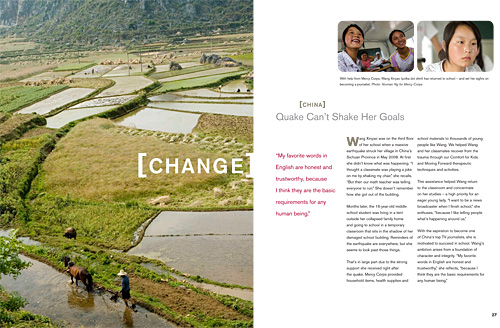 [CHANGE]
With help from Mercy Corps, Wang has returned to school – and set her sights on
becoming a journalist. Photo: Ng for Mercy Corps
[CHINA]
Quake Can't Shake Her Goals
"My favorite words in
English are honest and
trustworthy, because
I think they are the basic
requirements for any
human being."
Wang was on the third floor
of her school when a massive
earthquake struck her village in China's
Sichuan Province in May 2008. At first
she didn't know what was happening. "I
thought a classmate was playing a joke
on me by shaking my chair" she recalls.
"But then our math teacher was telling
everyone to run." She doesn't remember
how she got out of the building.
Months later, the 16-year-old middle
school student was living in a tent
outside her collapsed family home
and going to school in a temporary
classroom that sits in the shadow of her
damaged school building. Reminders of
the earthquake are everywhere, but she
seems to look past those things.
That's in large part due to the strong
support she received right after
the quake. Mercy Corps provided
household items, health supplies and
school materials to thousands of young
people like Wang. We helped Wang
and her classmates recover from the
trauma through our Comfort for Kids
and Moving Forward therapeutic
techniques and activities.
This assistance helped Wang return
to the classroom and concentrate
on her studies – a high priority for an
eager young lady. "I want to be a news
broadcaster when I finish school," she
enthuses, "because I like telling people
what's happening around us."
With the aspiration to become one
of China's top TV journalists, she is
motivated to succeed in school. Wang's
ambition arises from a foundation of
character and integrity. "My favorite
words in English are honest and
trustworthy," she reflects, "because I
think they are the basic requirements for
any human being."
27